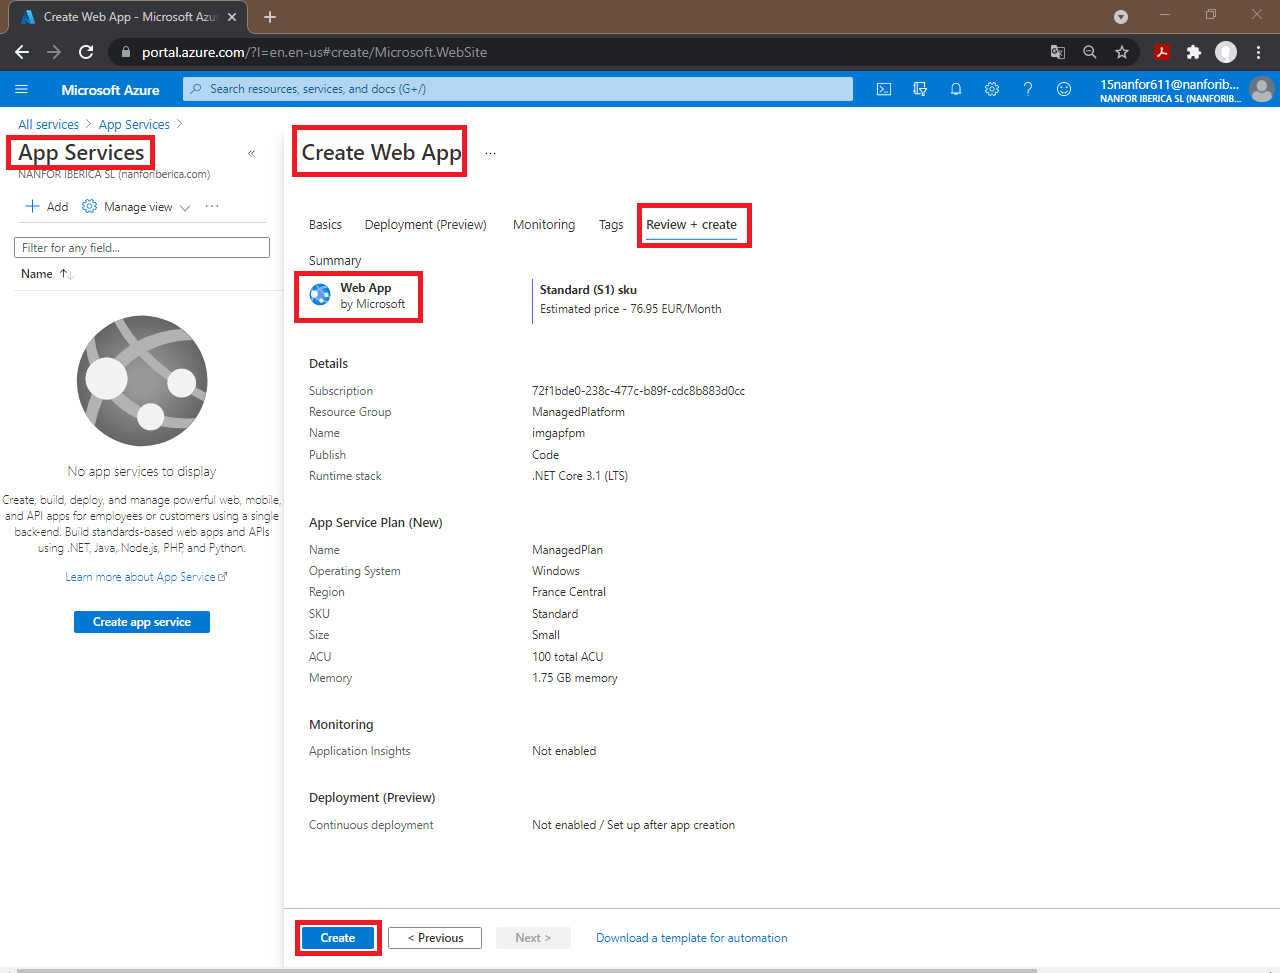 Create Web App - Microsoft Azu
portal.azure.com/?l=en.en-us#create/Microsoft.WebSite
Microsoft Azure
Search resources, services, and docs (G+/)
15nanfor611@nanforib...
NANFOR IBERICA SL (NANFORIB...
All services > App Services >
App Services
NANFOR IBERICA SL (nanforiberica.com)
Add
Manage view
Filter for any field...
Name
No app services to display
Create, build, deploy, and manage powerful web, mobile,
and API apps for employees or customers using a single
back-end. Build standards-based web apps and APIs
using .NET, Java, Node.js, PHP, and Python.
Learn more about App Service
Create app service
Create Web App
...
Basics Deployment (Preview) Monitoring Tags Review + create
Summary
Web App
by Microsoft
Standard (S1) sku
Estimated price - 76.95 EUR/Month
Details
Subscription 72f1bde0-238c-477c-b89f-cdc8b883d0cc
Resource Group ManagedPlatform
Name imgapfpm
Publish Code
Runtime stack .NET Core 3.1 (LTS)
App Service Plan (New)
Name ManagedPlan
Operating System Windows
Region France Central
SKU Standard
Size Small
ACU 100 total ACU
Memory 1.75 GB memory
Monitoring
Application Insights Not enabled
Deployment (Preview)
Continuous deployment Not enabled / Set up after app creation
Create < Previous Next > Download a template for automation